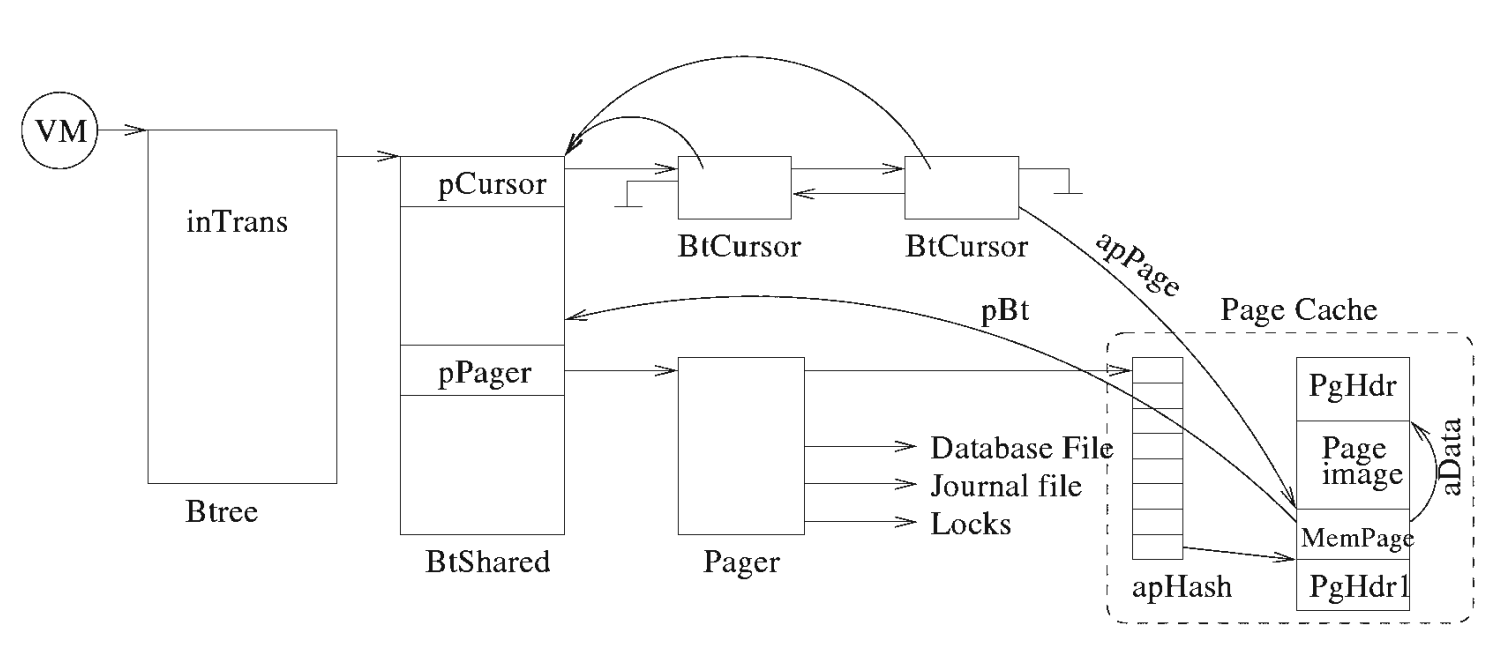 VM
inTrans
Btree
pCursor
pPager
BtShared
BtCursor
BtCursor
apPage
pBt
Pager
Database File
Journal file
Locks
Page Cache
apHash
PgHdr
Page
image
aData
MemPage
PgHdr1